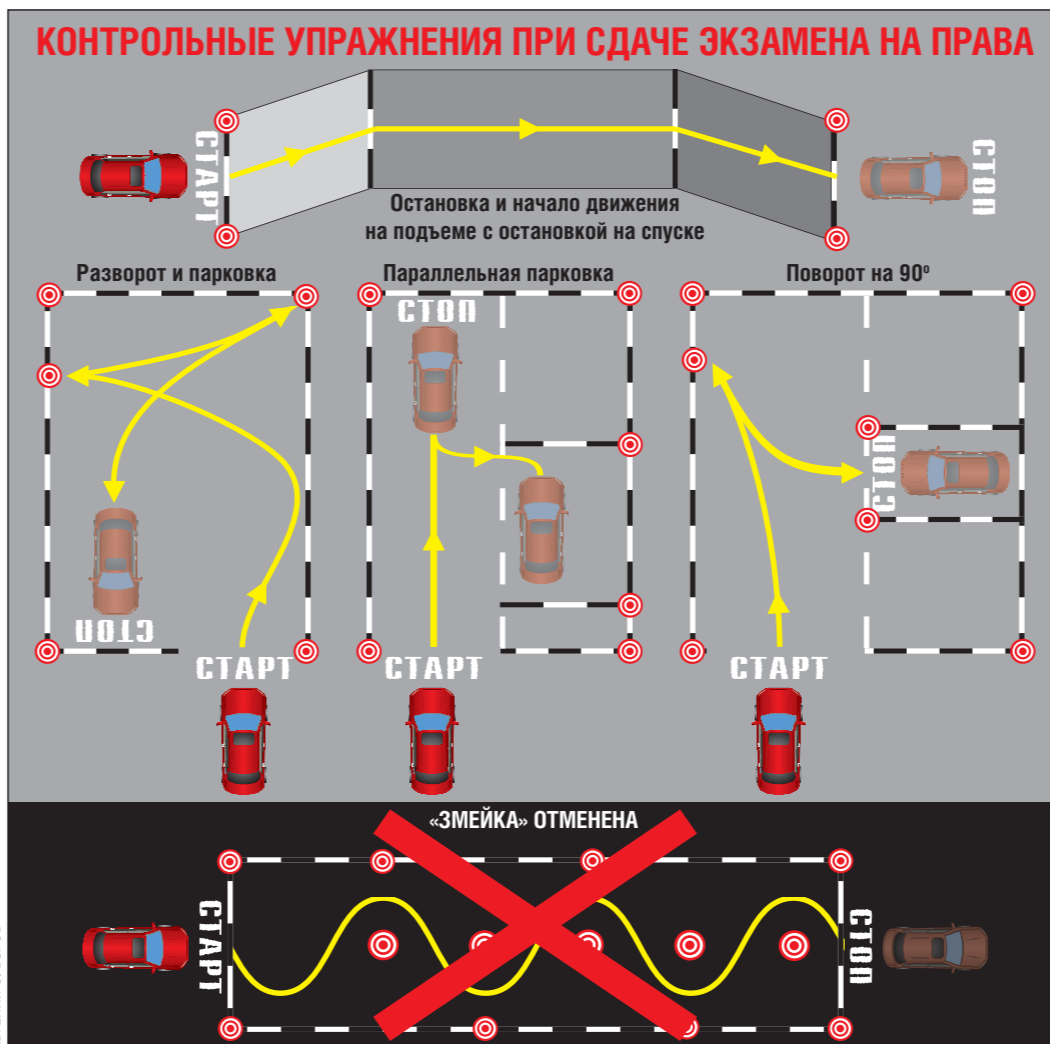 КОНТРОЛЬНЫЕ УПРАЖНЕНИЯ ПРИ СДАЧЕ ЭКЗАМЕНА НА ПРАВА
СТАРТ
СТОП
Остановка и начало движения
на подъеме с остановкой на спуске
Разворот и парковка
Параллельная парковка
Поворот на 90º
СТОП
СТОП
СТОП
СТАРТ
СТАРТ
СТАРТ
«ЗМЕЙКА» ОТМЕНЕНА
СТАРТ
СТОП